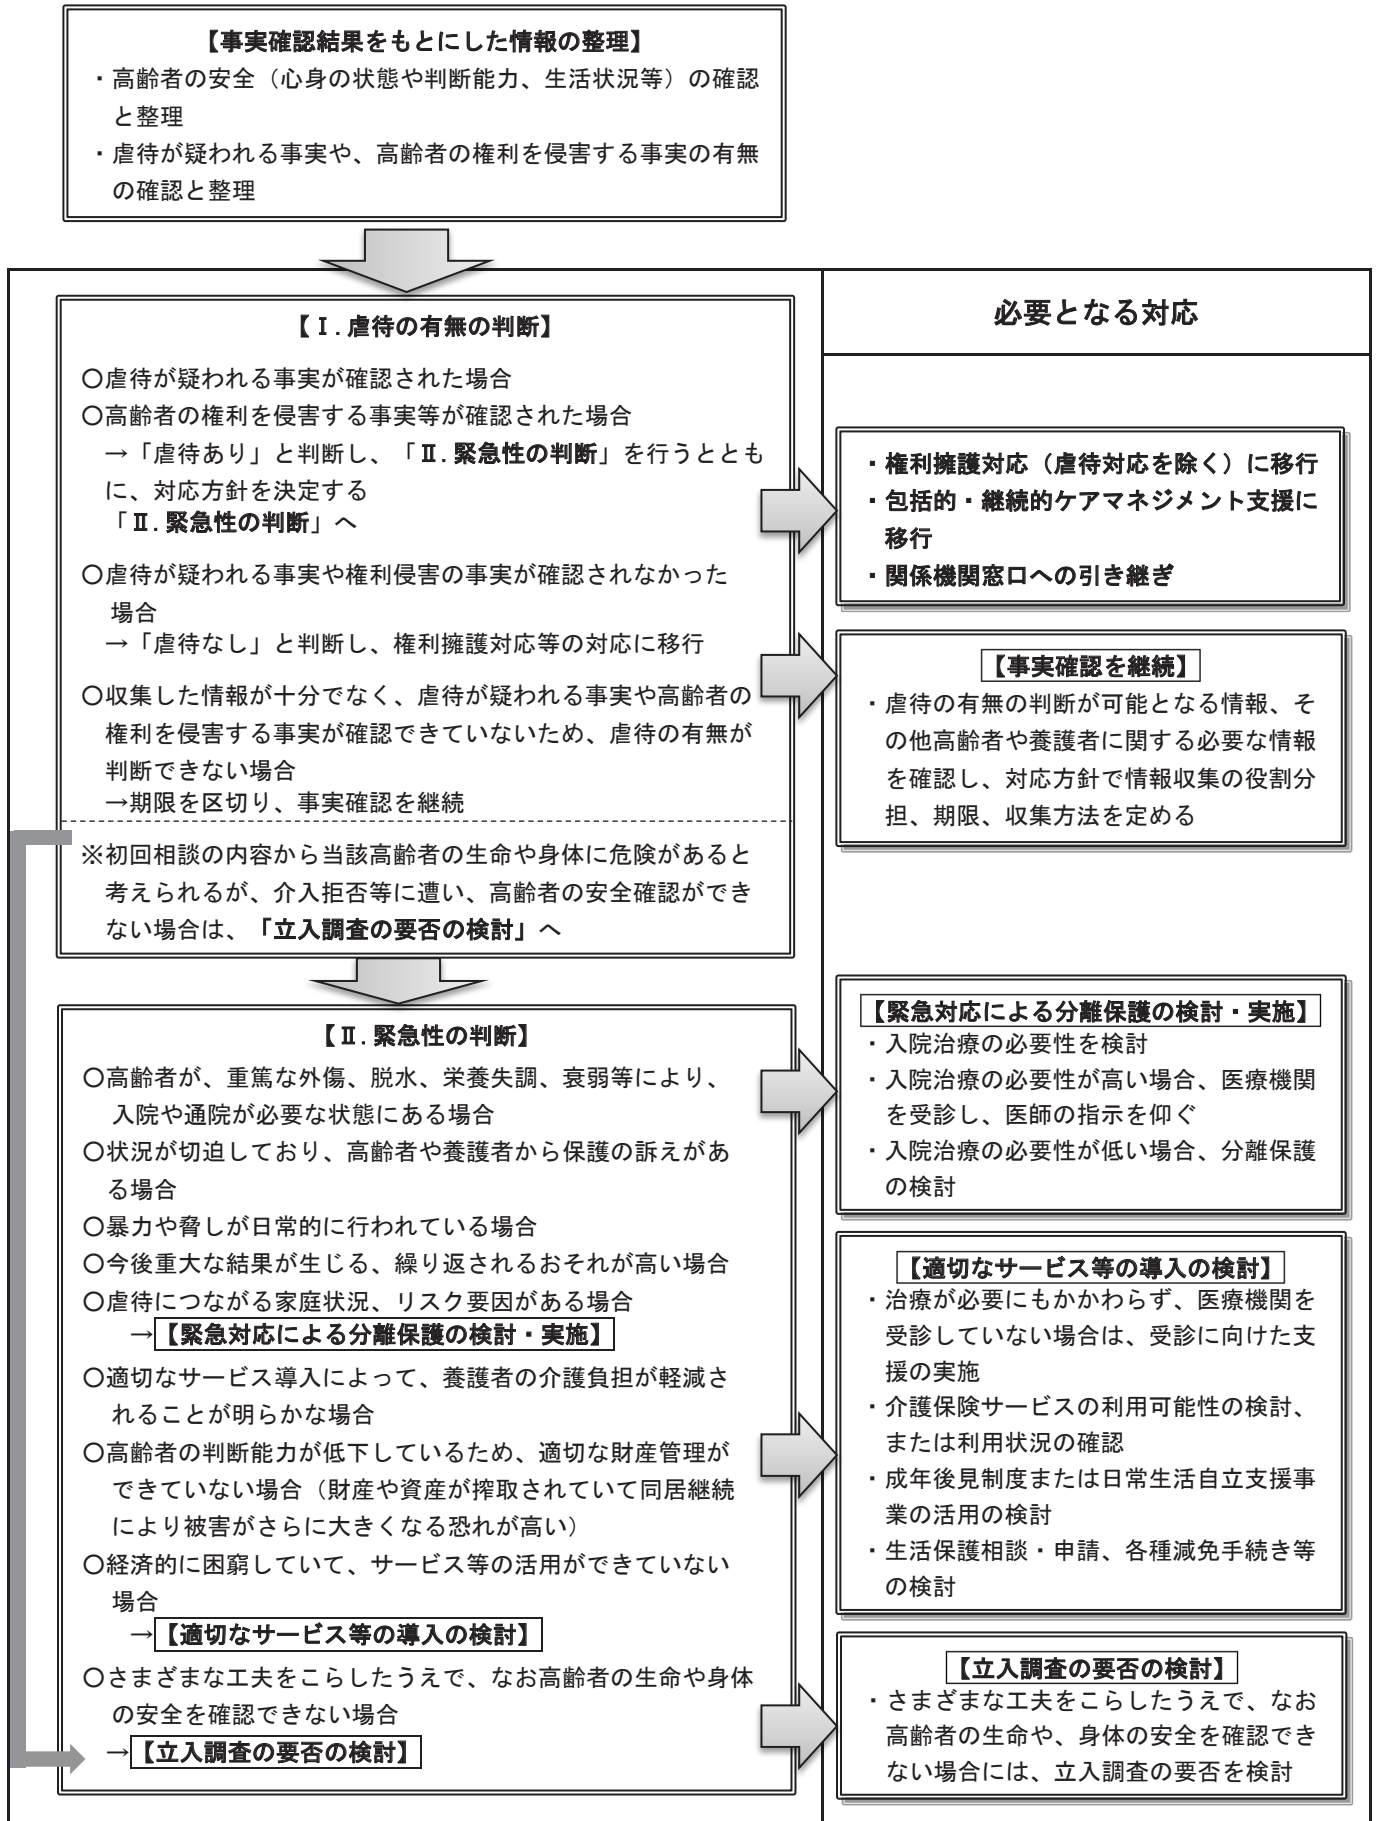 【事実確認結果をもとにした情報の整理】
・高齢者の安全（心身の状態や判断能力、生活状況等）の確認
と整理
・虐待が疑われる事実や、高齢者の権利を侵害する事実の有無
の確認と整理
【Ⅰ.虐待の有無の判断】
〇虐待が疑われる事実が確認された場合
〇高齢者の権利を侵害する事実等が確認された場合
→「虐待あり」と判断し、「Ⅱ.緊急性の判断」を行うととも
に、対応方針を決定する
「Ⅱ.緊急性の判断」へ
〇虐待が疑われる事実や権利侵害の事実が確認されなかった
場合
→「虐待なし」と判断し、権利擁護対応等の対応に移行
〇収集した情報が十分でなく、虐待が疑われる事実や高齢者の
権利を侵害する事実が確認できていないため、虐待の有無が
判断できない場合
→期限を区切り、事実確認を継続
※初回相談の内容から当該高齢者の生命や身体に危険があると
考えられるが、介入拒否等に遭い、高齢者の安全確認ができ
ない場合は、「立入調査の要否の検討」へ
【Ⅱ.緊急性の判断】
〇高齢者が、重篤な外傷、脱水、栄養失調、衰弱等により、
入院や通院が必要な状態にある場合
〇状況が切迫しており、高齢者や養護者から保護の訴えがあ
る場合
〇暴力や脅しが日常的に行われている場合
〇今後重大な結果が生じる、繰り返されるおそれが高い場合
〇虐待につながる家庭状況、リスク要因がある場合
→【緊急対応による分離保護の検討・実施】
〇適切なサービス導入によって、養護者の介護負担が軽減さ
れることが明らかな場合
〇高齢者の判断能力が低下しているため、適切な財産管理が
できていない場合（財産や資産が搾取されていて同居継続
により被害がさらに大きくなる恐れが高い）
〇経済的に困窮していて、サービス等の活用ができていない
場合
→【適切なサービス等の導入の検討】
〇さまざまな工夫をこらしたうえで、なお高齢者の生命や身体
の安全を確認できない場合
→【立入調査の要否の検討】
必要となる対応
・権利擁護対応（虐待対応を除く）に移行
・包括的・継続的ケアマネジメント支援に
移行
・関係機関窓口への引き継ぎ
【事実確認を継続】
・虐待の有無の判断が可能となる情報、そ
の他高齢者や養護者に関する必要な情報
を確認し、対応方針で情報収集の役割分
担、期限、収集方法を定める
【緊急対応による分離保護の検討・実施】
・入院治療の必要性を検討
・入院治療の必要性が高い場合、医療機関
を受診し、医師の指示を仰ぐ
・入院治療の必要性が低い場合、分離保護
の検討
【適切なサービス等の導入の検討】
・治療が必要にもかかわらず、医療機関を
受診していない場合は、受診に向けた支
援の実施
・介護保険サービスの利用可能性の検討、
または利用状況の確認
・成年後見制度または日常生活自立支援事
業の活用の検討
・生活保護相談・申請、各種減免手続き等
の検討
【立入調査の要否の検討】
・さまざまな工夫をこらしたうえで、なお
高齢者の生命や、身体の安全を確認でき
ない場合には、立入調査の要否を検討